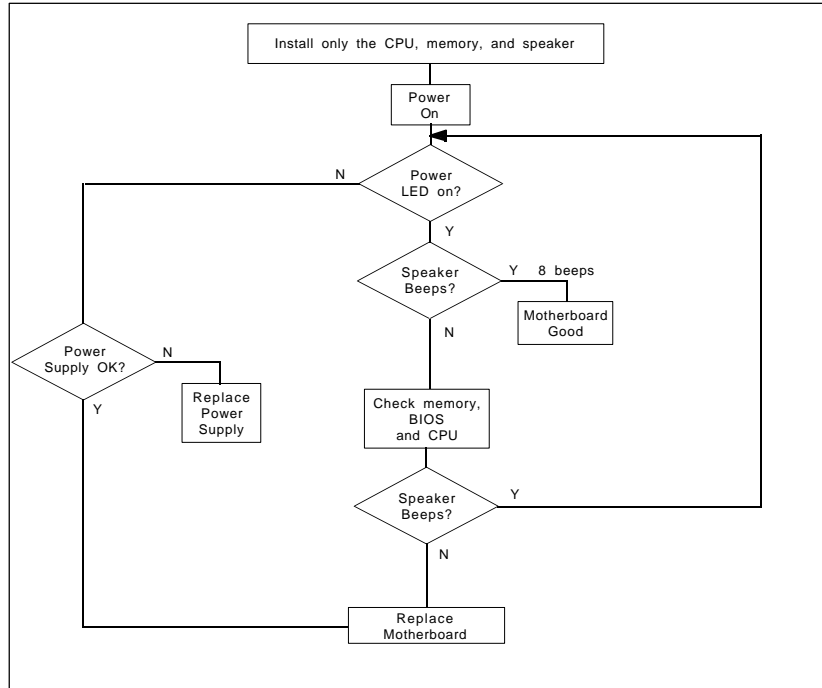 Install only the CPU, memory, and speaker
Power
On
Power
LED on?
N
Y
Speaker
Beeps?
Y 8 beeps
Motherboard
Good
N
Power
Supply OK?
N
Replace
Power
Supply
Y
Check memory,
BIOS
and CPU
Speaker
Beeps?
Y
N
Replace
Motherboard